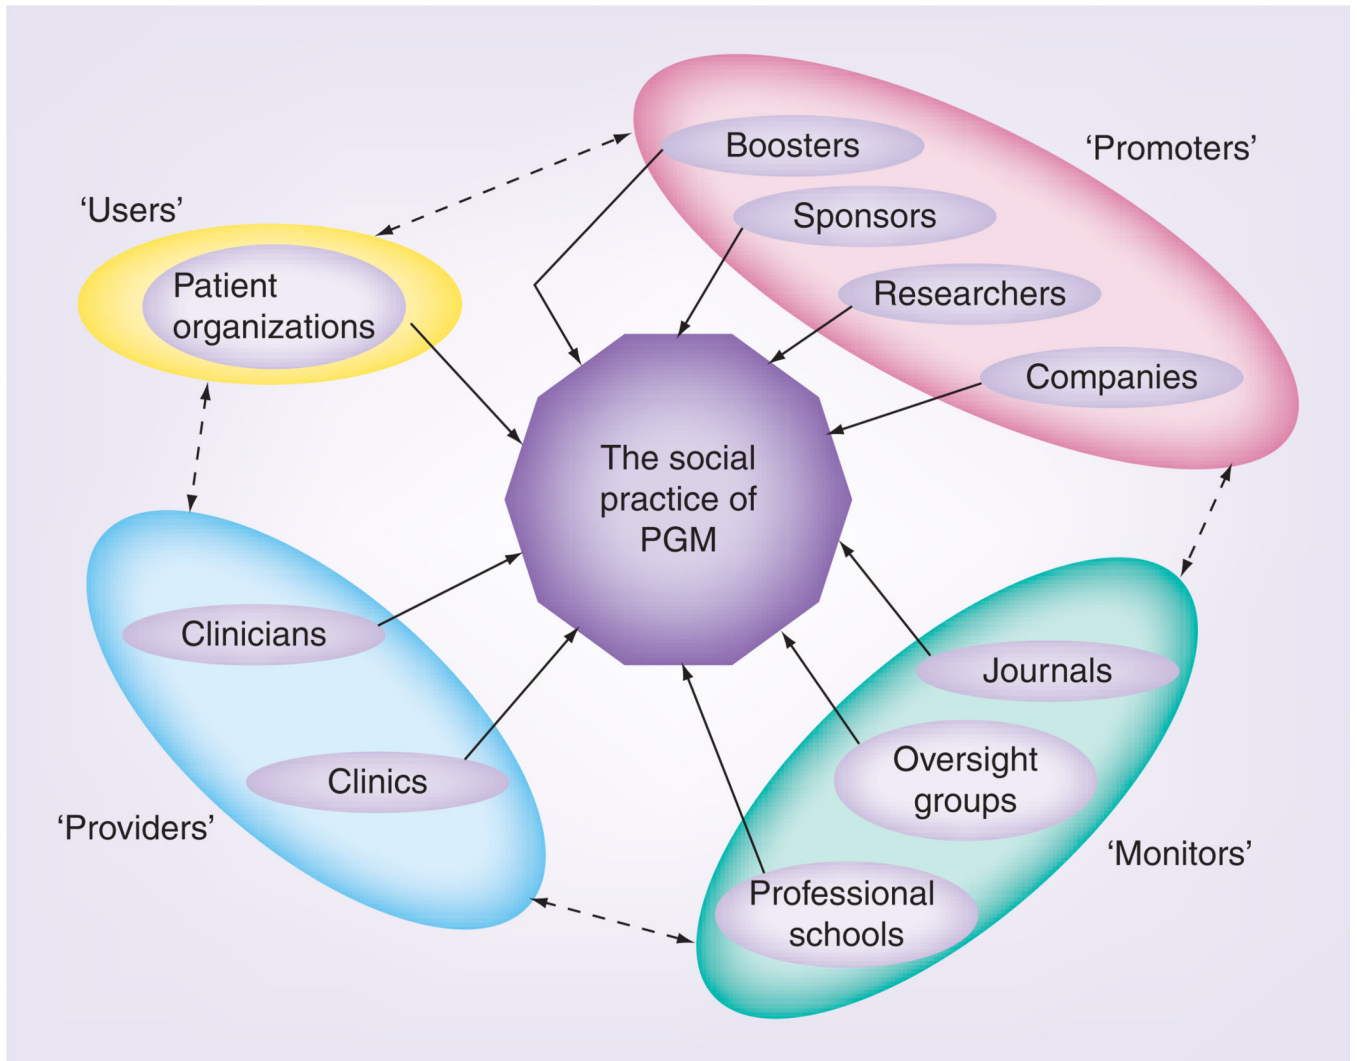 ‘Promoters’
Boosters
Sponsors
Researchers
Companies
‘Users’
Patient
organizations
The social
practice of
PGM
Clinicians
Clinics
‘Providers’
Journals
Oversight
groups
Professional
schools
‘Monitors’